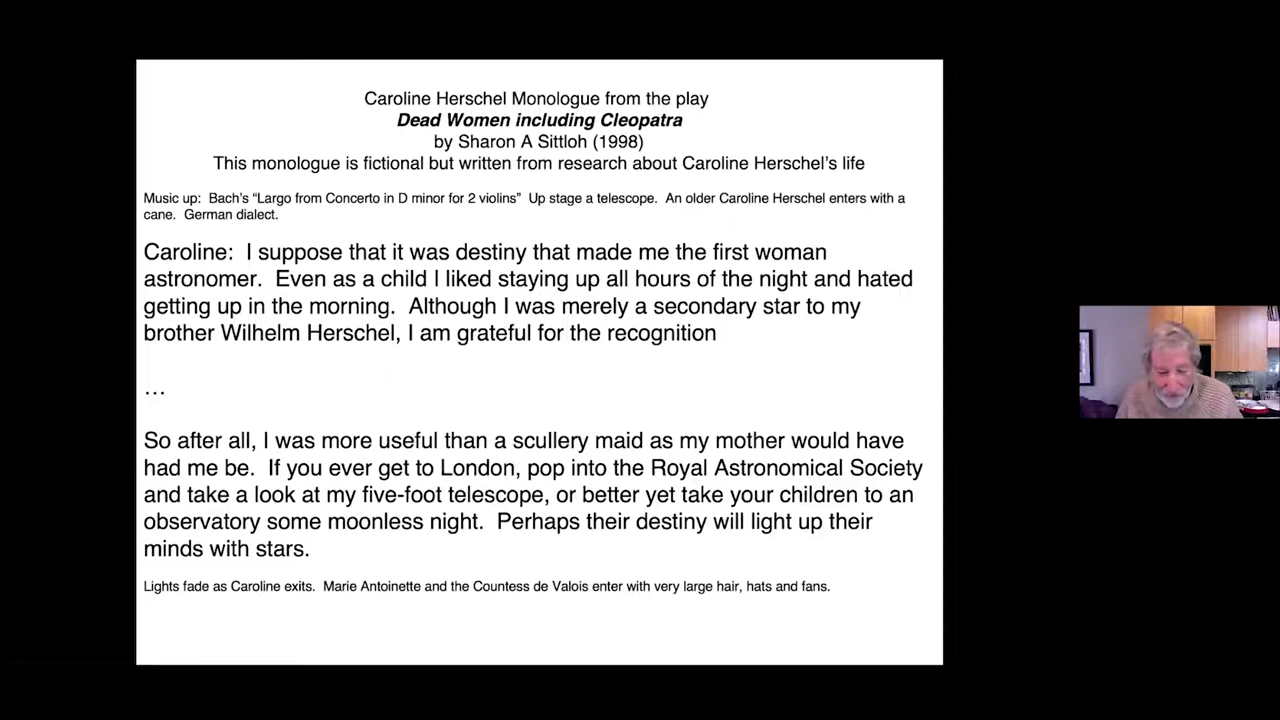 Caroline Herschel Monologue from the play
Dead Women including Cleopatra
by Sharon A Sittloh (1998)
This monologue is fictional but written from research about Caroline Herschel's life
Music up:  Bach's “Largo from Concerto in D minor for 2 violins”  Up stage a telescope.  An older Caroline Herschel enters with a
cane.  German dialect.
Caroline:  I suppose that it was destiny that made me the first woman
astronomer.  Even as a child I liked staying up all hours of the night and hated
getting up in the morning.  Although I was merely a secondary star to my
brother Wilhelm Herschel, I am grateful for the recognition
…
So after all, I was more useful than a scullery maid as my mother would have
had me be.  If you ever get to London, pop into the Royal Astronomical Society
and take a look at my five-foot telescope, or better yet take your children to an
observatory some moonless night.  Perhaps their destiny will light up their
minds with stars.
Lights fade as Caroline exits.  Marie Antoinette and the Countess de Valois enter with very large hair, hats and fans.